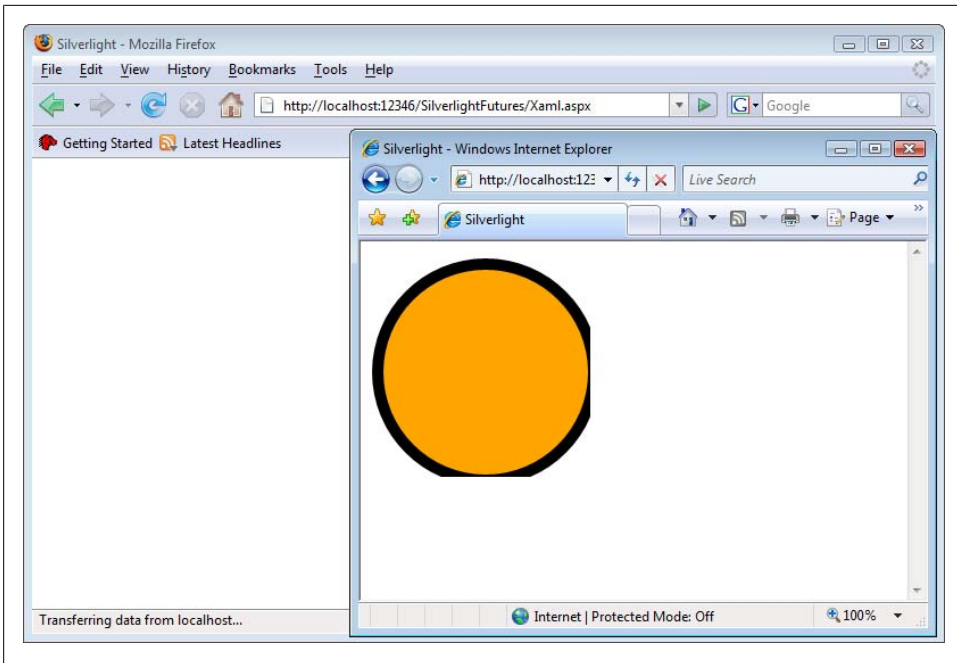 Silverlight - Mozilla Firefox
File Edit View History Bookmarks Tools Help
http://localhost:12346/SilverlightFutures/Xaml.aspx
G Google
Getting Started Latest Headlines
Silverlight - Windows Internet Explorer
http://localhost:123
Live Search
Silverlight
Page
Transferring data from localhost...
Internet | Protected Mode: Off
100%